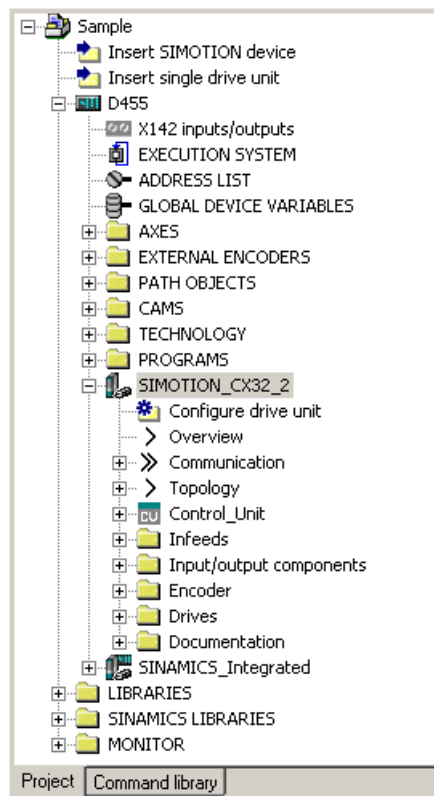 Sample
Insert SIMOTION device
Insert single drive unit
D455
X142 inputs/outputs
EXECUTION SYSTEM
ADDRESS LIST
GLOBAL DEVICE VARIABLES
AXES
EXTERNAL ENCODERS
PATH OBJECTS
CAMS
TECHNOLOGY
PROGRAMS
SIMOTION_CX32_2
Configure drive unit
Overview
Communication
Topology
CU Control_Unit
Infeeds
Input/output components
Encoder
Drives
Documentation
SINAMICS_Integrated
LIBRARIES
SINAMICS LIBRARIES
MONITOR
Project Command library